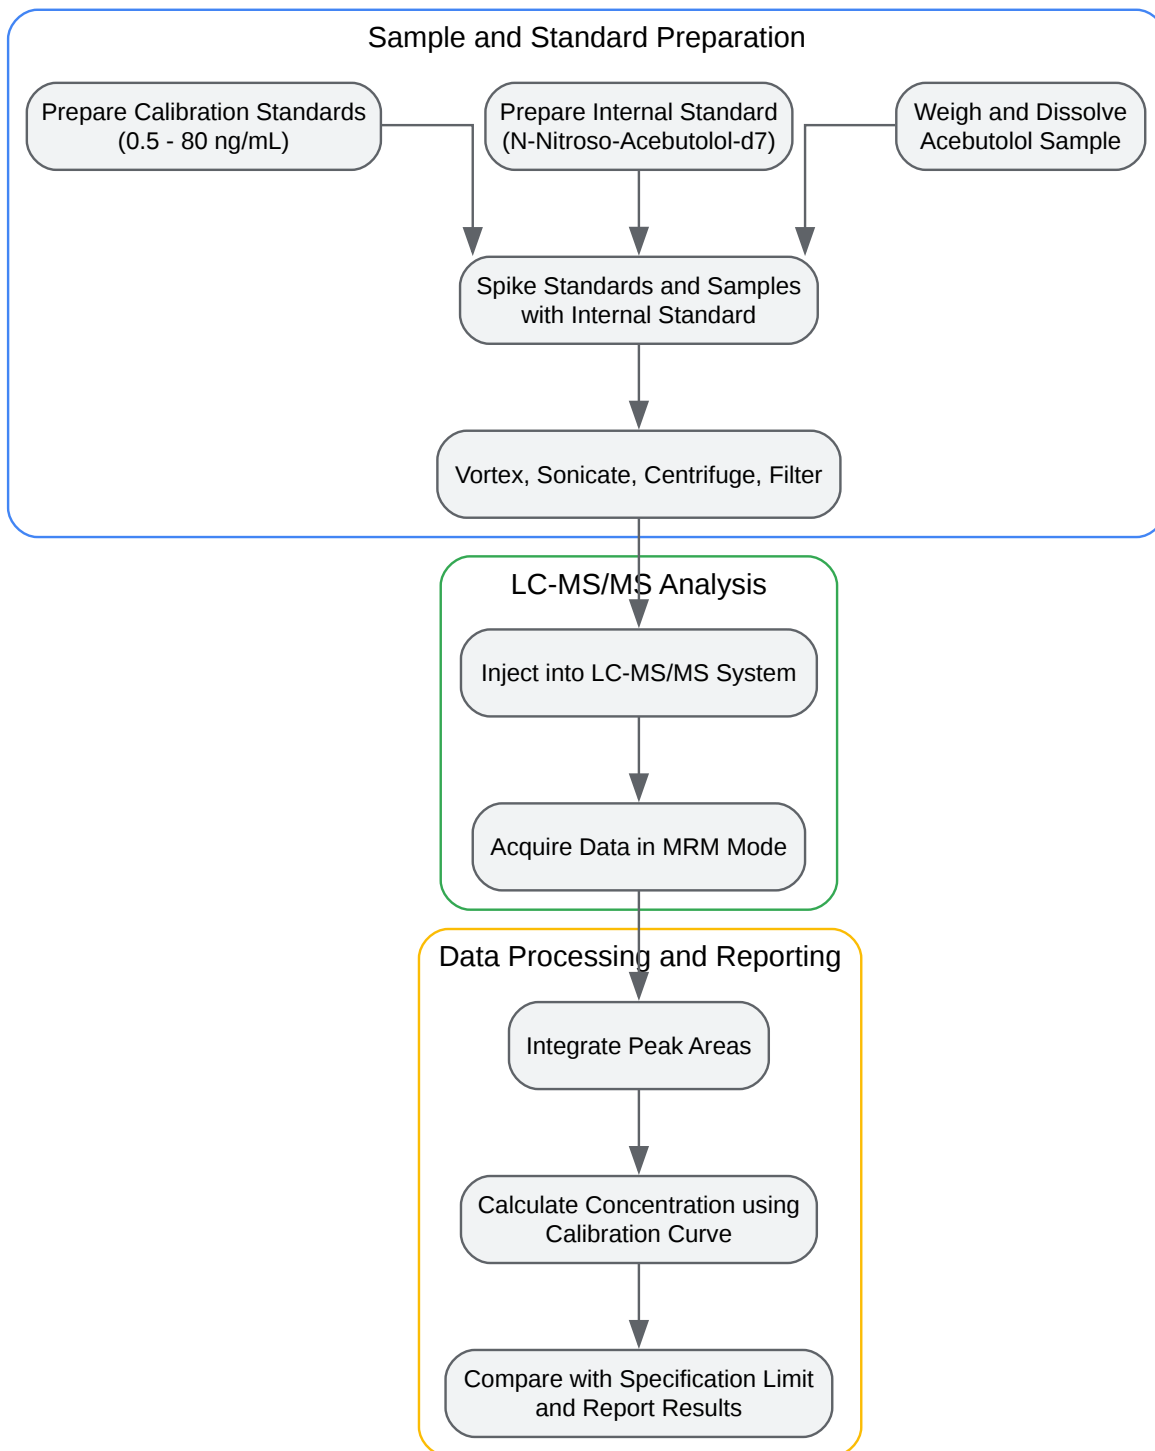 Sample and Standard Preparation
Prepare Calibration Standards
(0.5 - 80 ng/mL)
Prepare Internal Standard
(N-Nitroso-Acebutolol-d7)
Weigh and Dissolve
Acebutolol Sample
Spike Standards and Samples
with Internal Standard
Vortex, Sonicate, Centrifuge, Filter
LC-MS/MS Analysis
Inject into LC-MS/MS System
Acquire Data in MRM Mode
Data Processing and Reporting
Integrate Peak Areas
Calculate Concentration using
Calibration Curve
Compare with Specification Limit
and Report Results